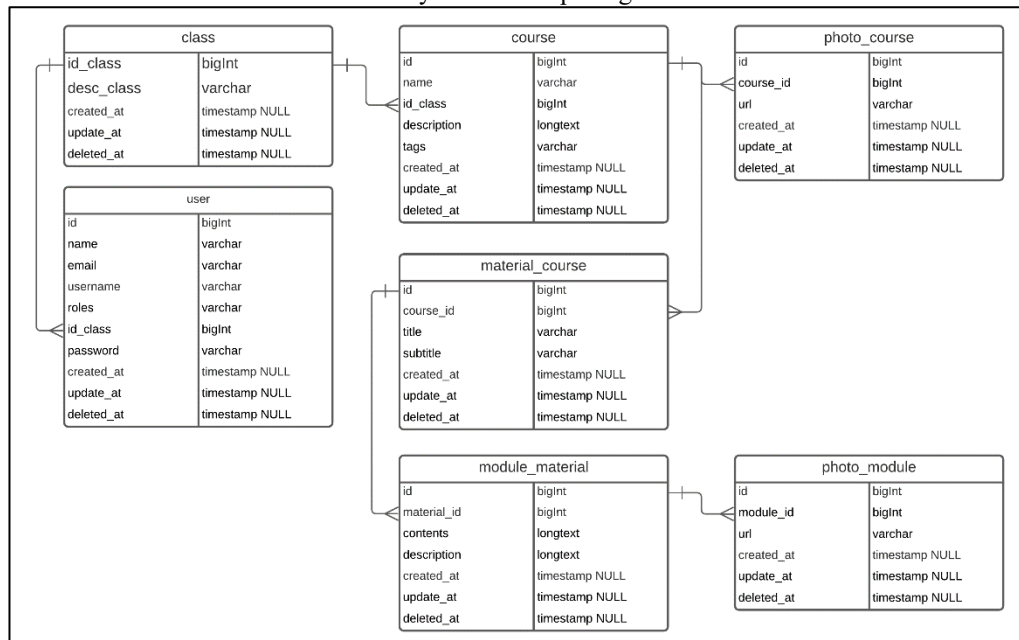 class
id_class bigInt
desc_class varchar
created_at timestamp NULL
update_at timestamp NULL
deleted_at timestamp NULL
user
id bigInt
name varchar
email varchar
username varchar
roles varchar
id_class bigInt
password varchar
created_at timestamp NULL
update_at timestamp NULL
deleted_at timestamp NULL
course
id bigInt
name varchar
id_class bigInt
description longtext
tags varchar
created_at timestamp NULL
update_at timestamp NULL
deleted_at timestamp NULL
material_course
id bigInt
course_id bigInt
title varchar
subtitle varchar
created_at timestamp NULL
update_at timestamp NULL
deleted_at timestamp NULL
module_material
id bigInt
material_id bigInt
contents longtext
description longtext
created_at timestamp NULL
update_at timestamp NULL
deleted_at timestamp NULL
photo_course
id bigInt
course_id bigInt
url varchar
created_at timestamp NULL
update_at timestamp NULL
deleted_at timestamp NULL
photo_module
id bigInt
module_id bigInt
url varchar
created_at timestamp NULL
update_at timestamp NULL
deleted_at timestamp NULL